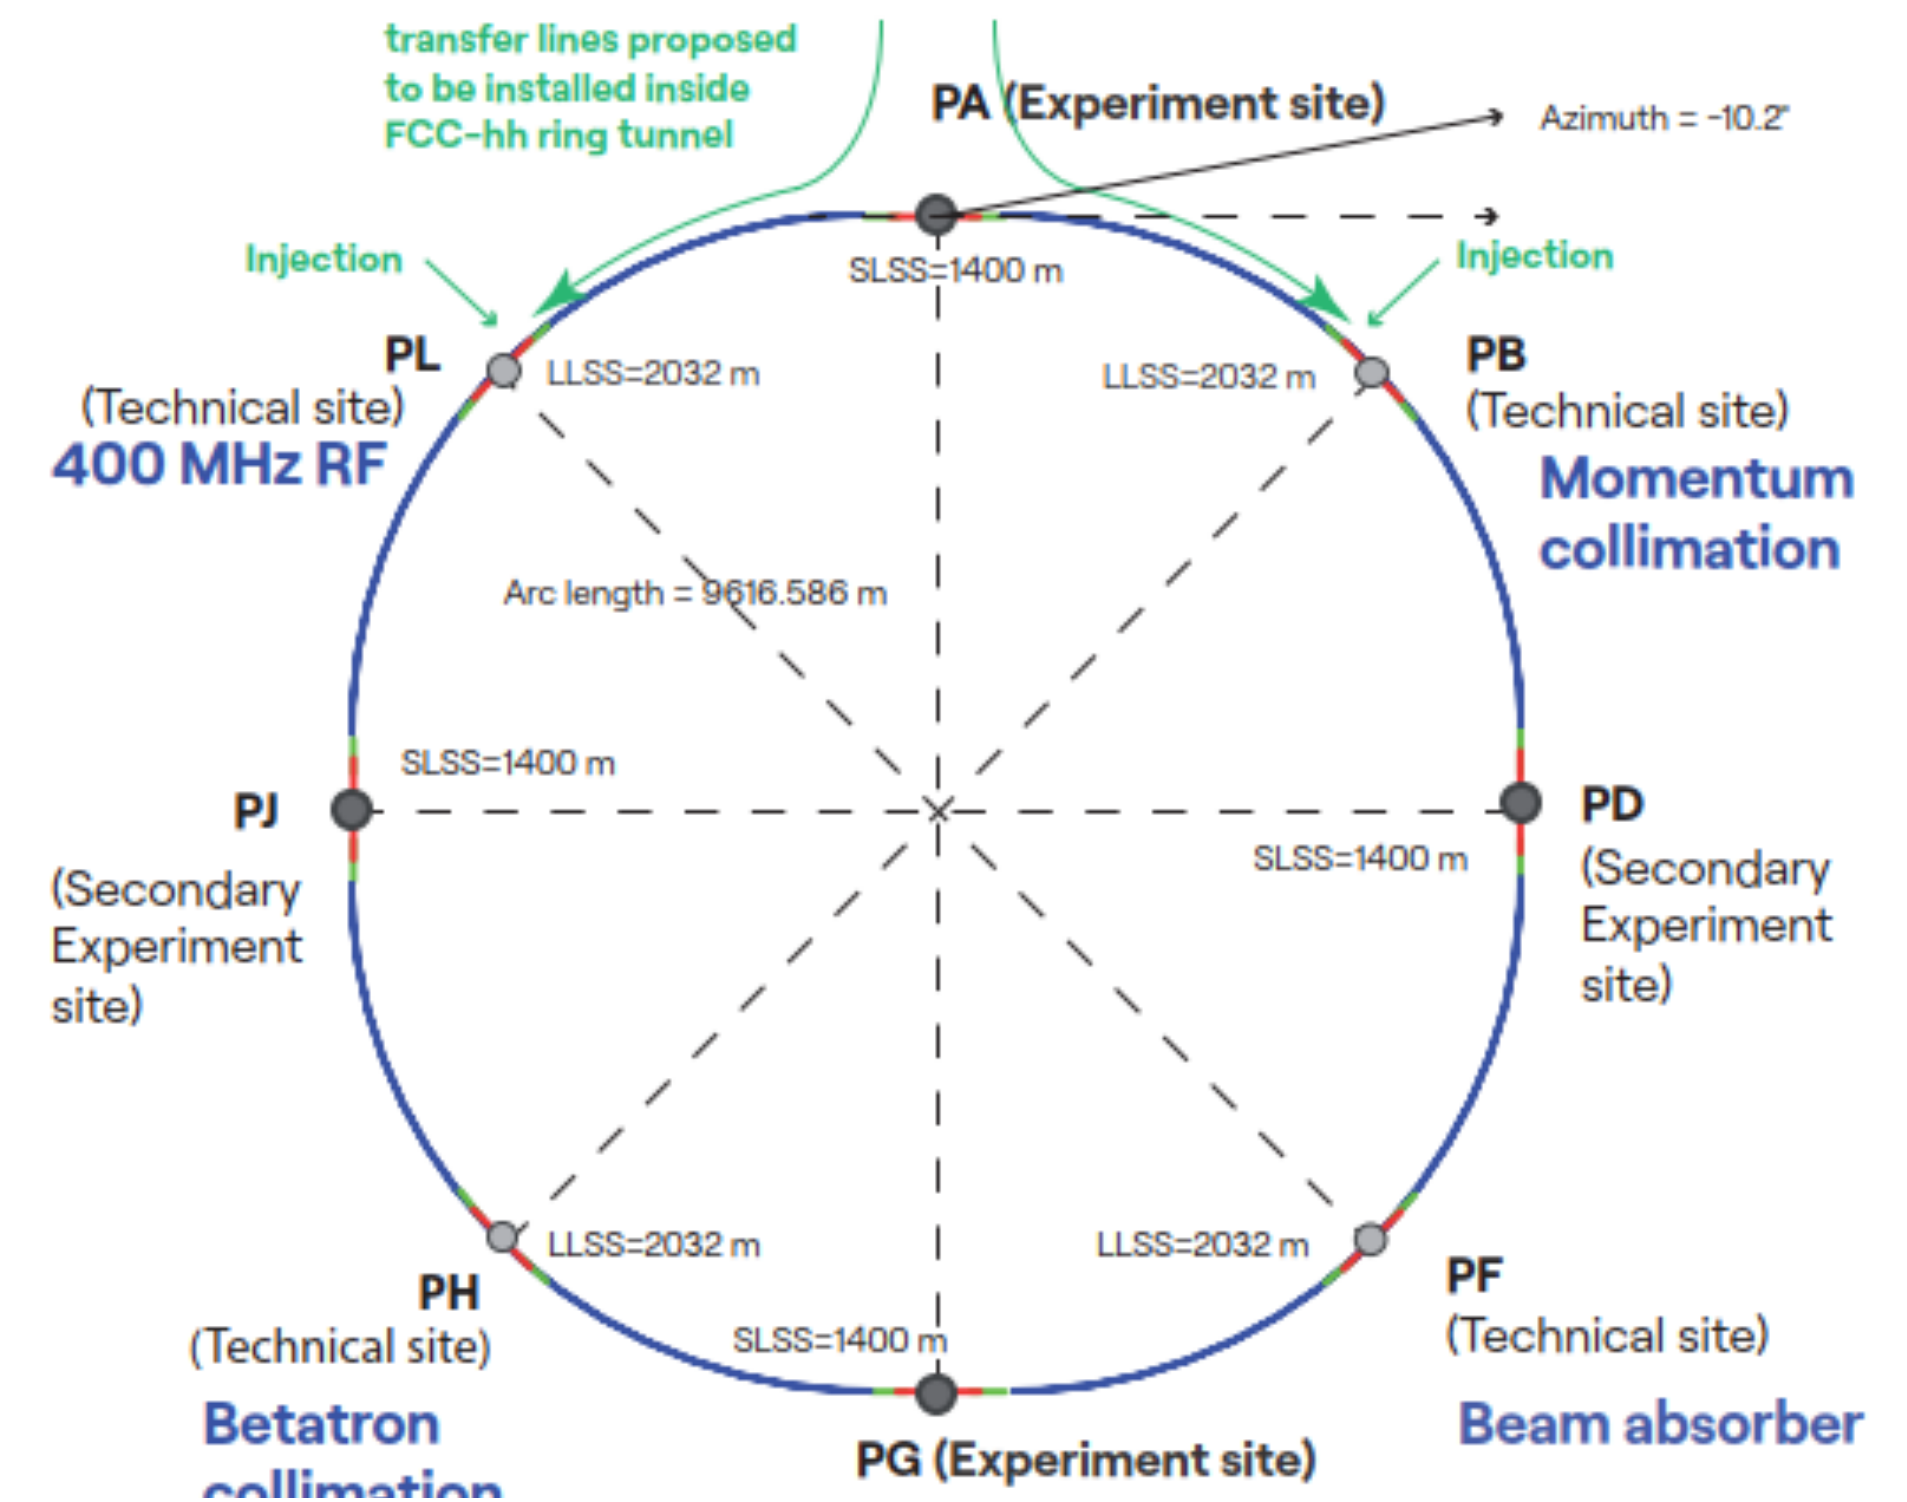 transfer lines proposed
to be installed inside
FCC-hh ring tunnel
PA (Experiment site)
Azimuth = -10.2°
Injection
SLSS=1400 m
Injection
PL
(Technical site)
400 MHz RF
LLSS=2032 m
LLSS=2032 m
PB
(Technical site)
Momentum
collimation
Arc length = 9616.586 m
SLSS=1400 m
PJ
(Secondary
Experiment
site)
SLSS=1400 m
PD
(Secondary
Experiment
site)
LLSS=2032 m
PH
(Technical site)
Betatron
collimation
LLSS=2032 m
PF
(Technical site)
Beam absorber
SLSS=1400 m
PG (Experiment site)